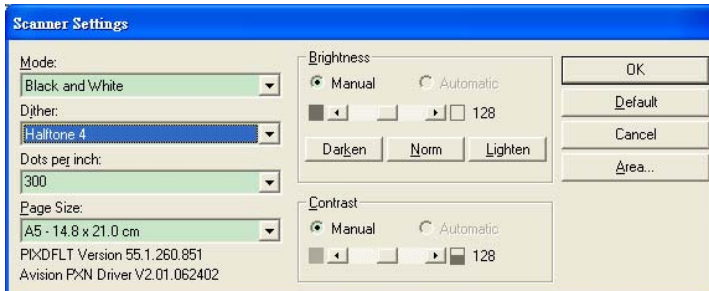 Scanner Settings
Mode:
Black and White
Dither:
Halftone 4
Dots per inch:
300
Page Size:
A5 - 14.8 x 21.0 cm
PIXDFLT Version 55.1.260.851
Avision PXN Driver V2.01.062402
Brightness
Manual Automatic
128
Darken Norm Lighten
Contrast
Manual Automatic
128
OK
Default
Cancel
Area...